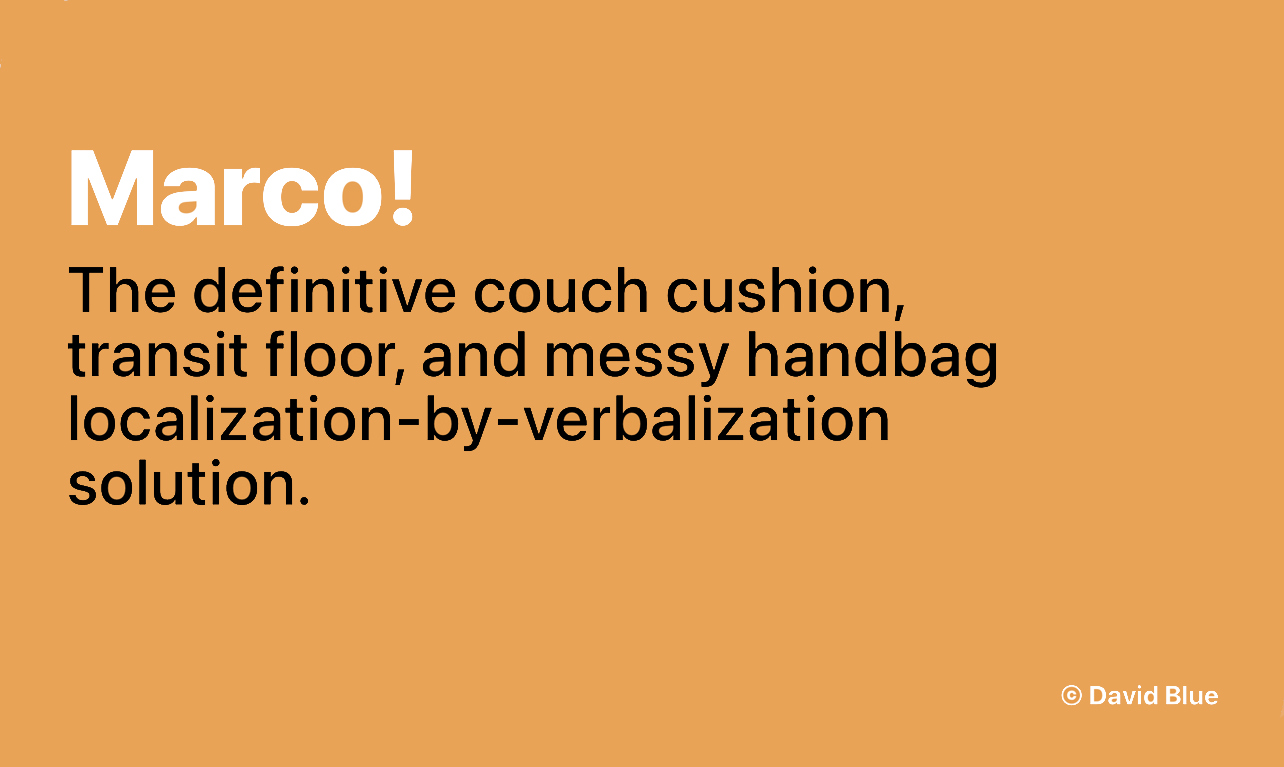 Marco!
The definitive couch cushion,
transit floor, and messy handbag
localization-by-verbalization
solution.
© David Blue